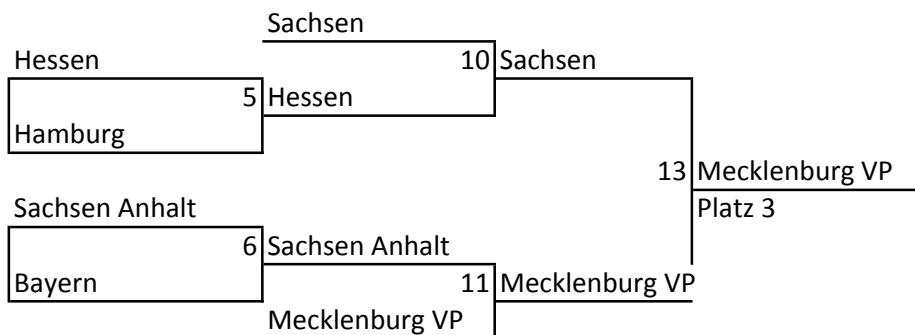 Sachsen
Hessen
10 Sachsen
5 Hessen
Hamburg
13 Mecklenburg VP
Sachsen Anhalt
Platz 3
6 Sachsen Anhalt
Bayern
11 Mecklenburg VP
Mecklenburg VP